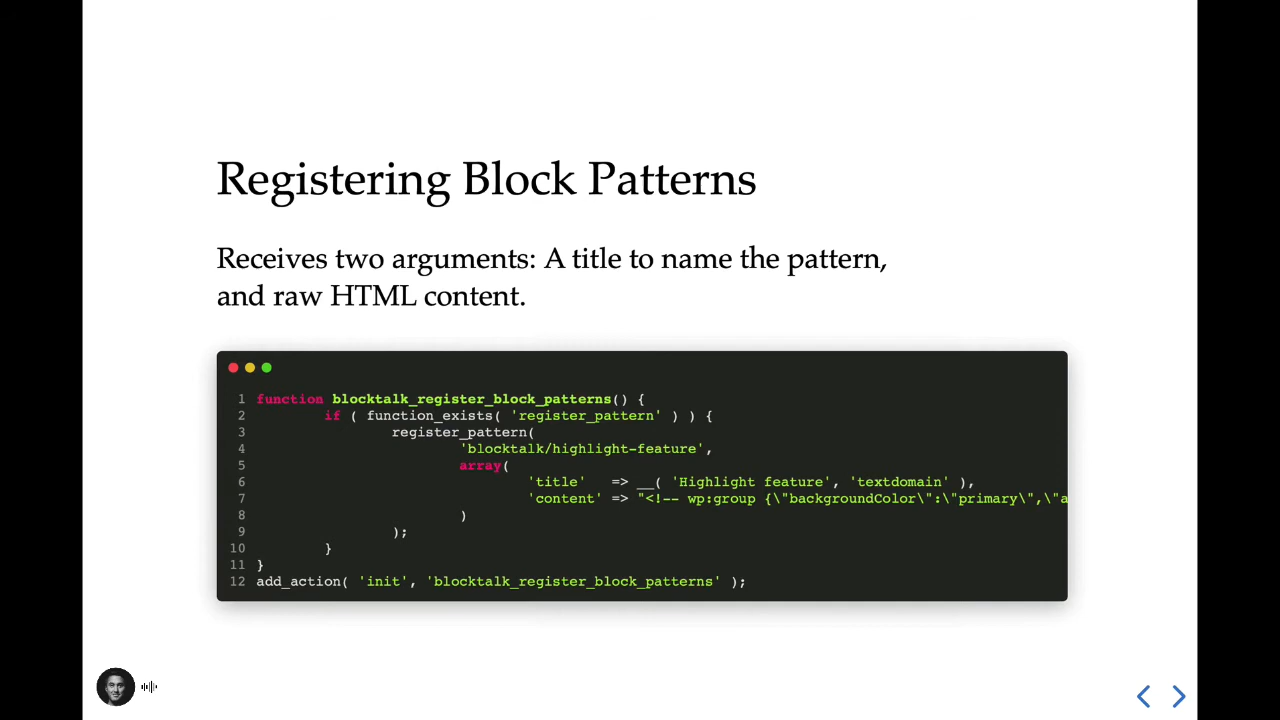 Registering Block Patterns
Receives two arguments: A title to name the pattern,
and raw HTML content.
1 function blocktalk_register_block_patterns() {
2 if ( function_exists( 'register_pattern' ) ) {
3 register_pattern(
4 'blocktalk/highlight-feature',
5 array(
6 'title' => __( 'Highlight feature', 'textdomain' ),
7 'content' => "<!-- wp:group {\"backgroundColor\":\"primary\",\"a
8 )
9 );
10 }
11 }
12 add_action( 'init', 'blocktalk_register_block_patterns' );